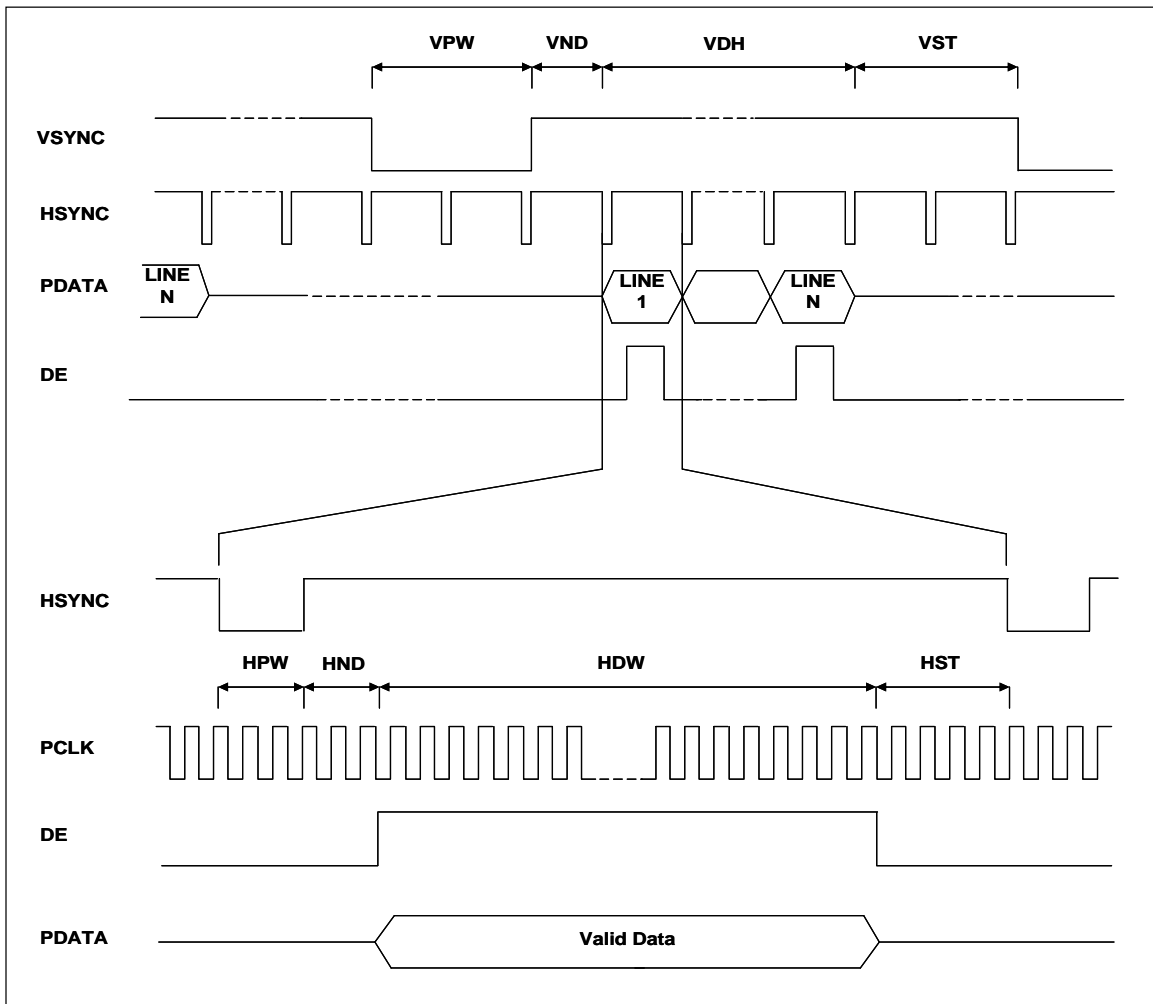 VPW VND VDH VST
VSYNC
HSYNC
PDATA
LINE
N
LINE
1
LINE
N
DE
HSYNC
HPW HND HDW HST
PCLK
DE
PDATA
Valid Data